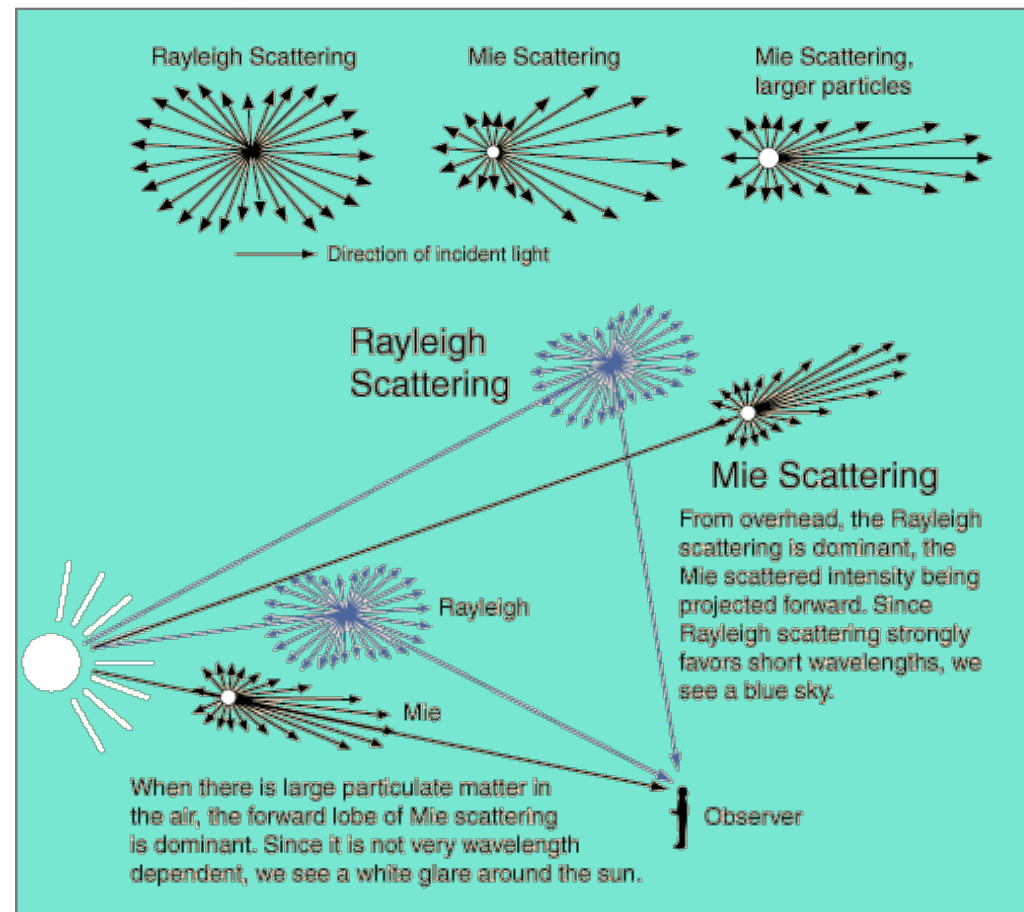 Rayleigh Scattering
Mie Scattering
Mie Scattering,
larger particles
Direction of incident light
Rayleigh
Scattering
Mie Scattering
From overhead, the Rayleigh
scattering is dominant, the
Mie scattered intensity being
projected forward. Since
Rayleigh scattering strongly
favors short wavelengths, we
see a blue sky.
Rayleigh
Mie
When there is large particulate matter in
the air, the forward lobe of Mie scattering
is dominant. Since it is not very wavelength
dependent, we see a white glare around the sun.
Observer